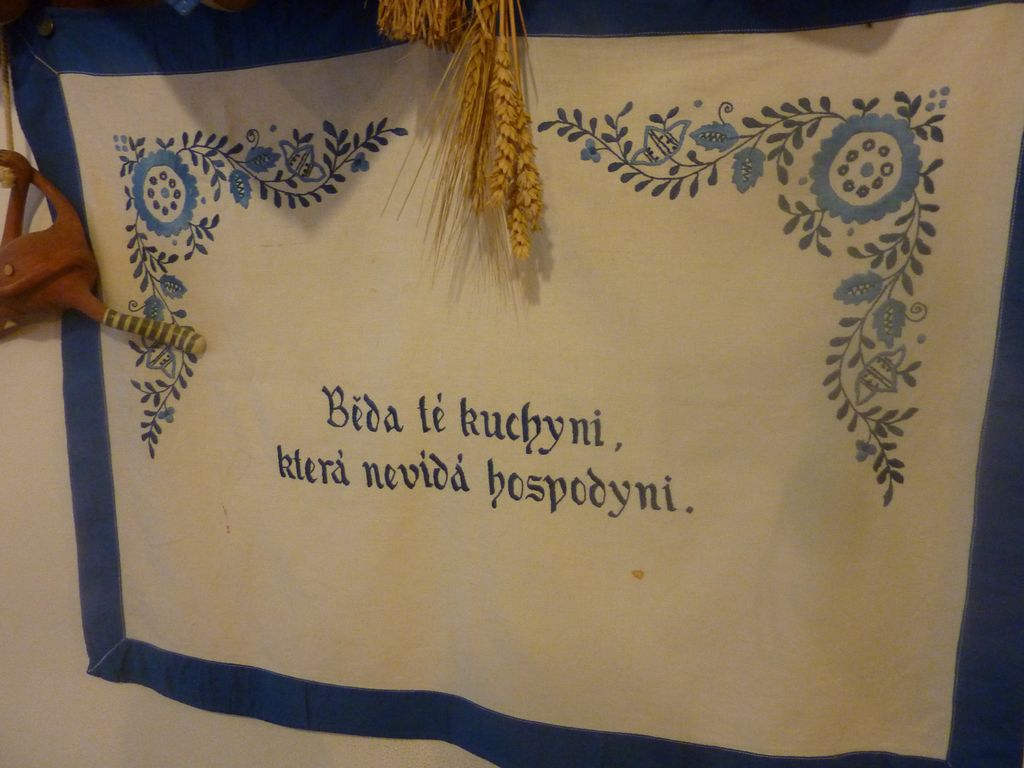 Běda té kuchyni,
která nevídá hospodyni.